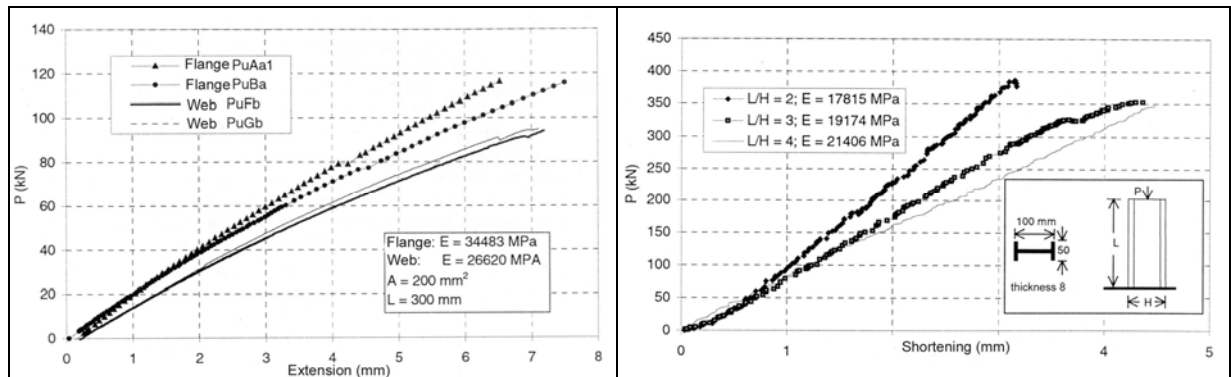 140
120
100
80
60
40
20
0
P (kN)
Flange PuAa1
Flange PuBa
Web PuFb
Web PuGb
Flange: E = 34483 MPa
Web: E = 26620 MPA
A = 200 mm²
L = 300 mm
0 1 2 3 4 5 6 7 8
Extension (mm)
450
400
350
300
250
200
150
100
50
0
P (kN)
L/H = 2; E = 17815 MPa
L/H = 3; E = 19174 MPa
L/H = 4; E = 21406 MPa
P
100 mm
50
L
thickness 8
H
0 1 2 3 4 5
Shortening (mm)